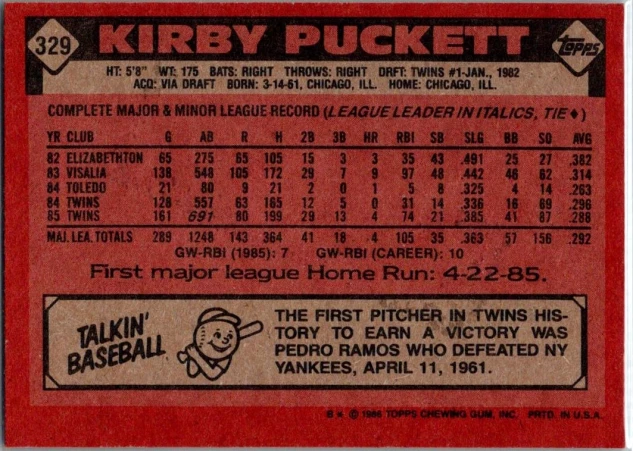 329 KIRBY PUCKETT topps
HT: 5'8" WT: 175 BATS: RIGHT THROWS: RIGHT DRFT: TWINS #1-JAN., 1982
ACQ: VIA DRAFT BORN: 3-14-61, CHICAGO, ILL. HOME: CHICAGO, ILL.
COMPLETE MAJOR & MINOR LEAGUE RECORD (LEAGUE LEADER IN ITALICS, TIE♦)
YR CLUB G AB R H 2B 3B HR RBI SB SLG BB SO AVG
82 ELIZABETHTON 65 275 65 105 15 3 3 35 43 .491 25 27 .382
83 VISALIA 138 548 105 172 29 7 9 97 48 .442 46 62 .314
84 TOLEDO 21 80 9 21 2 0 1 5 8 .325 4 14 .263
84 TWINS 128 557 63 165 12 5 0 31 14 .336 16 69 .296
85 TWINS 161 691 80 199 29 13 4 74 21 .385 41 87 .288
MAJ. LEA. TOTALS 289 1248 143 364 41 18 4 105 35 .363 57 156 .292
GW-RBI (1985): 7 GW-RBI (CAREER): 10
First major league Home Run: 4-22-85.
TALKIN'
BASEBALL
THE FIRST PITCHER IN TWINS HIS-
TORY TO EARN A VICTORY WAS
PEDRO RAMOS WHO DEFEATED NY
YANKEES, APRIL 11, 1961.
B* © 1986 TOPPS CHEWING GUM, INC. PRTD. IN U.S.A.